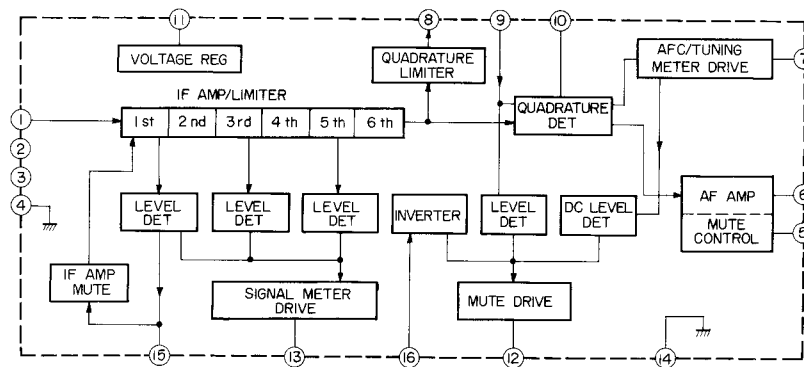 11
8
9
10
VOLTAGE REG
QUADRATURE
LIMITER
AFC/TUNING
METER DRIVE
7
IF AMP/LIMITER
1
1st
2nd
3rd
4th
5th
6th
QUADRATURE
DET
2
3
4
LEVEL
DET
LEVEL
DET
LEVEL
DET
INVERTER
LEVEL
DET
DC LEVEL
DET
AF AMP
6
MUTE
CONTROL
5
IF AMP
MUTE
SIGNAL METER
DRIVE
MUTE DRIVE
15
13
16
12
14